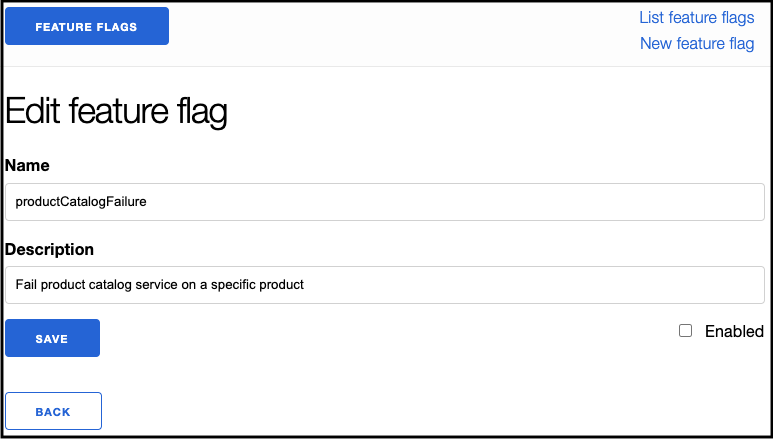 FEATURE FLAGS
List feature flags
New feature flag
Edit feature flag
Name
productCatalogFailure
Description
Fail product catalog service on a specific product
SAVE
Enabled
BACK